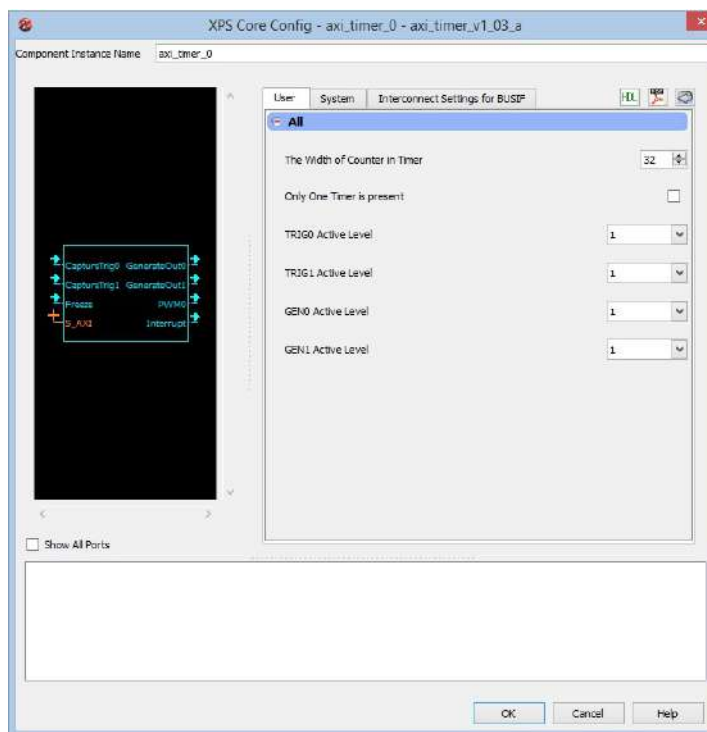 XPS Core Config - axi_timer_0 - axi_timer_v1_03_a
Component Instance Name axi_timer_0
User System Interconnect Settings for BUSIF HDL
All
The Width of Counter in Timer 32
Only One Timer is present
TRIG0 Active Level 1
TRIG1 Active Level 1
GEN0 Active Level 1
GEN1 Active Level 1
CaptureTrig0 GenerateOut0
CaptureTrig1 GenerateOut1
Freeze PWM0
S_AXI Interrupt
Show All Ports
OK Cancel Help